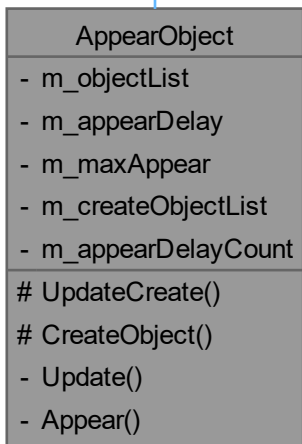 AppearObject
- m_objectList
- m_appearDelay
- m_maxAppear
- m_createObjectList
- m_appearDelayCount
# UpdateCreate()
# CreateObject()
- Update()
- Appear()